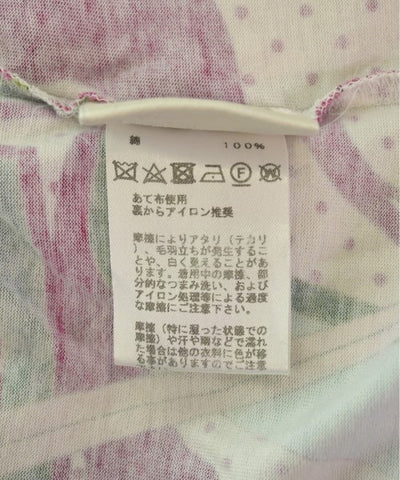 綿 100%
あて布使用
裏からアイロン推奨
摩擦によりアタリ(テカリ
)、毛羽立ちが発生するこ
とや、白く見えることがあ
ります。着用中の摩擦、部
分的なつまみ洗い、および
アイロン処理等による過度
な摩擦にはご注意下さい。
摩擦(特に湿った状態での
摩擦)や汗や雨などで濡れ
た場合は他の衣料に色が移
る事がありますのでご注意